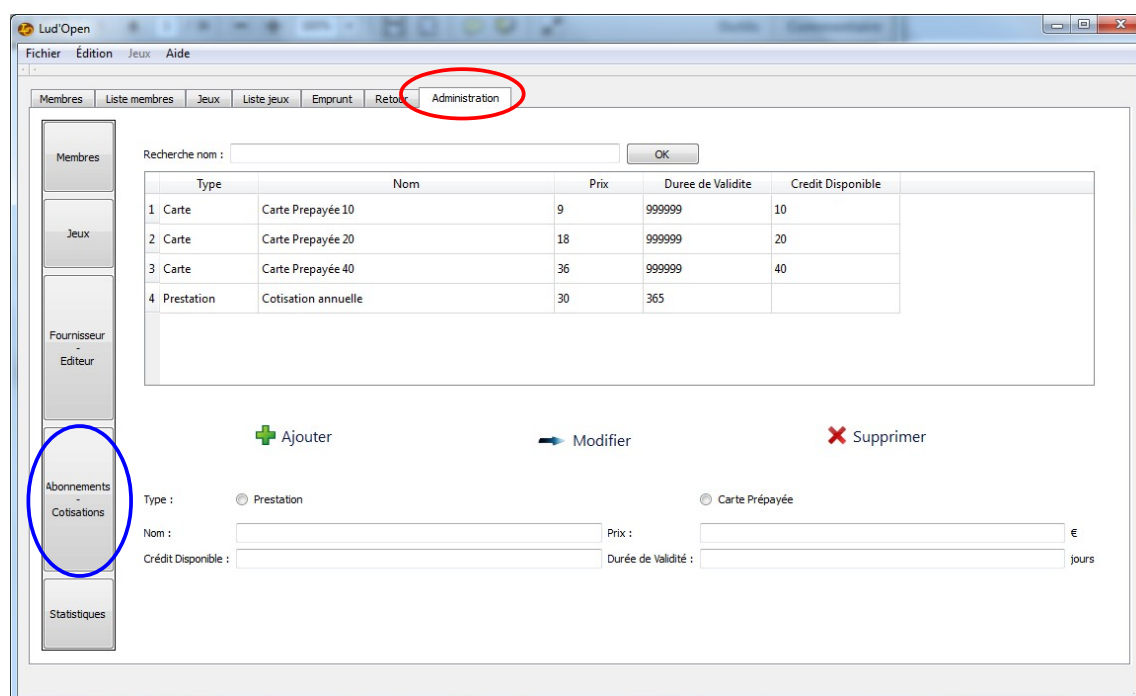 Lud'Open
Fichier Édition Jeux Aide
Membres Liste membres Jeux Liste jeux Emprunt Retour Administration
Membres
Jeux
Fournisseur
-
Editeur
Abonnements
-
Cotisations
Statistiques
Recherche nom : OK
Type Nom Prix Duree de Validite Credit Disponible
1 Carte Carte Prepayée 10 9 999999 10
2 Carte Carte Prepayée 20 18 999999 20
3 Carte Carte Prepayée 40 36 999999 40
4 Prestation Cotisation annuelle 30 365
Ajouter Modifier Supprimer
Type : Prestation Carte Prépayée
Nom : Prix : €
Crédit Disponible : Durée de Validité : jours